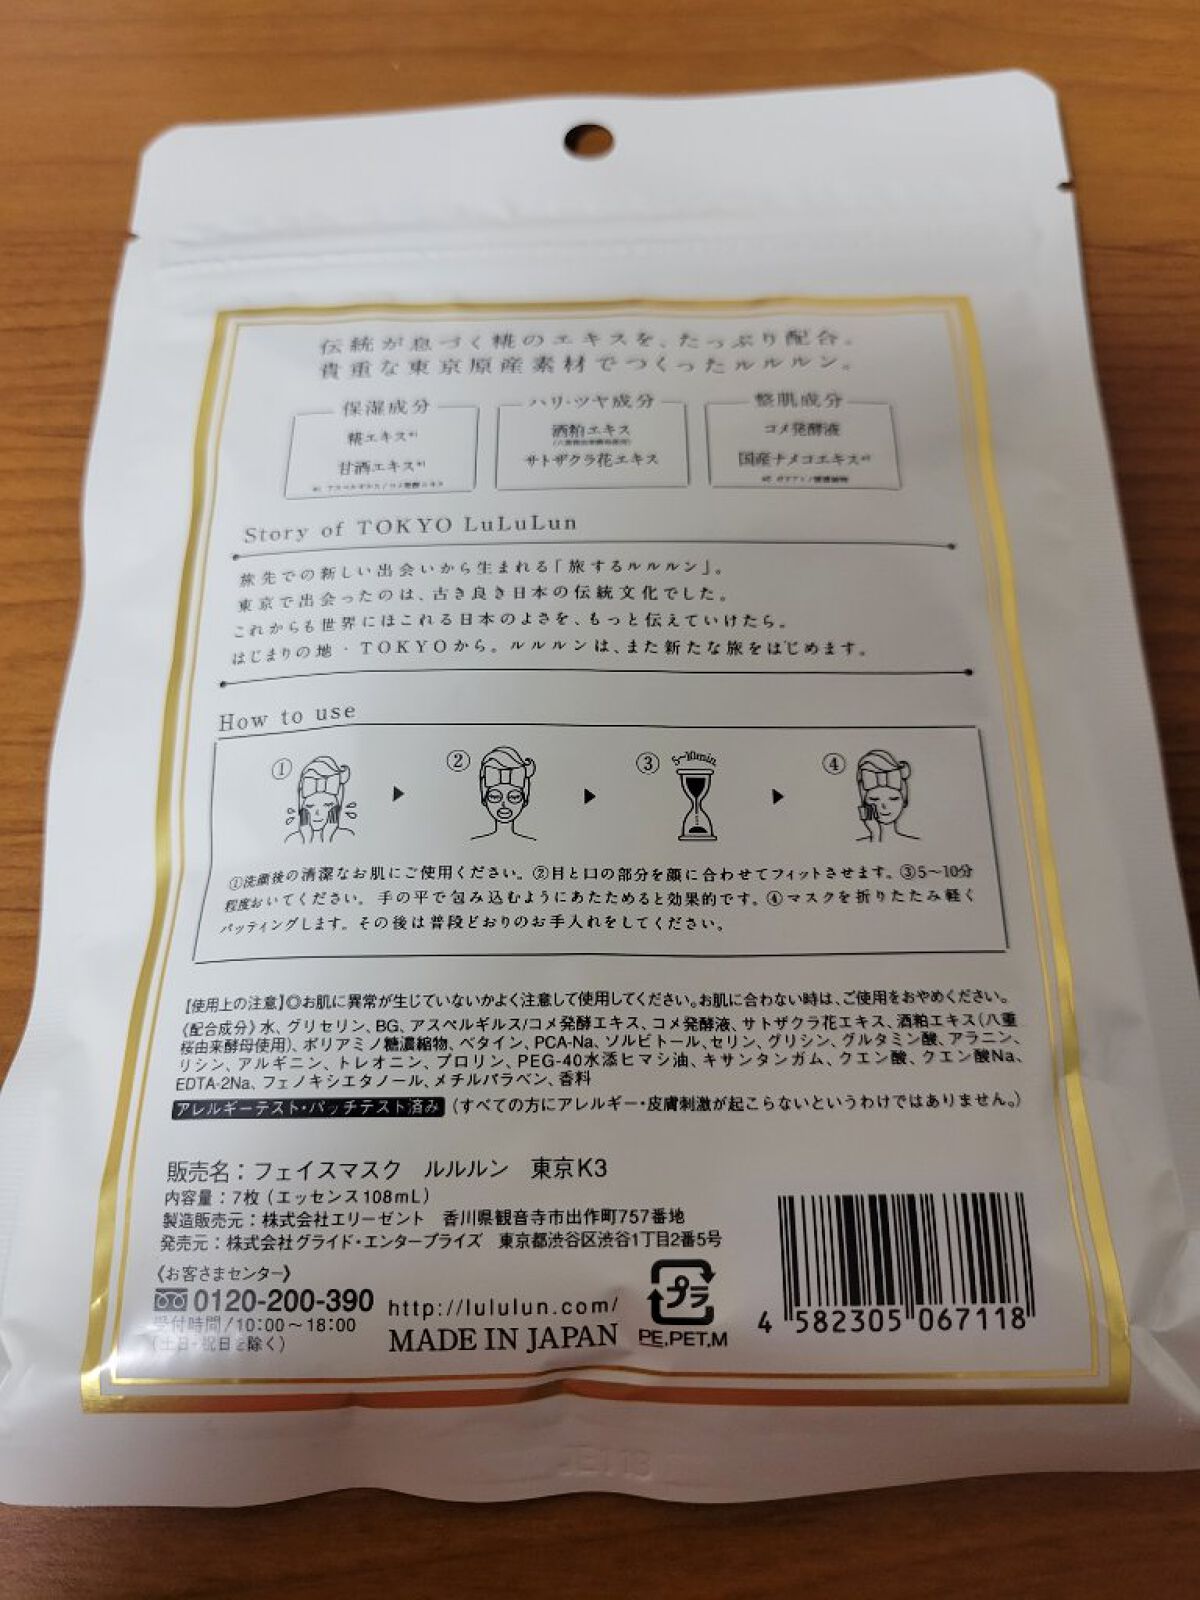 伝統が息づく糀のエキスを、たっぷり配合。
貴重な東京原産素材でつくったルルルン。
保湿成分
糀エキス*¹
甘酒エキス*¹
ハリ・ツヤ成分
酒粕エキス
サトザクラ花エキス
整肌成分
コメ発酵液
国産ナメコエキス*²
Story of TOKYO LuLuLun
旅先での新しい出会いから生まれる「旅するルルルン」。
東京で出会ったのは、古き良き日本の伝統文化でした。
これからも世界にほこれる日本のよさを、もっと伝えていけたら。
はじまりの地・TOKYOから。ルルルンは、また新たな旅をはじめます。
How to use
① ② ③ 5~10min. ④
①洗顔後の清潔なお肌にご使用ください。②目と口の部分を顔に合わせてフィットさせます。③5〜10分
程度おいてください。手の平で包み込むようにあたためると効果的です。④マスクを折りたたみ軽く
パッティングします。その後は普段どおりのお手入れをしてください。
【使用上の注意】◎お肌に異常が生じていないかよく注意して使用してください。お肌に合わない時は、ご使用をおやめください。
《配合成分》水、グリセリン、BG、アスペルギルス/コメ発酵エキス、コメ発酵液、サトザクラ花エキス、酒粕エキス(八重
桜由来酵母使用)、ポリアミノ糖濃縮物、ベタイン、PCA-Na、ソルビトール、セリン、グリシン、グルタミン酸、アラニン、
リシン、アルギニン、トレオニン、プロリン、PEG-40水添ヒマシ油、キサンタンガム、クエン酸、クエン酸Na、
EDTA-2Na、フェノキシエタノール、メチルパラベン、香料
アレルギーテスト・パッチテスト済み (すべての方にアレルギー・皮膚刺激が起こらないというわけではありません。)
販売名：フェイスマスク ルルルン 東京K3
内容量：7枚（エッセンス108mL）
製造販売元：株式会社エリーゼント 香川県観音寺市出作町757番地
発売元：株式会社グライド・エンタープライズ 東京都渋谷区渋谷1丁目2番5号
《お客さまセンター》
0120-200-390
受付時間/10:00～18:00
(土日・祝日を除く)
http://lululun.com/
MADE IN JAPAN
プラ
PE,PET,M
4 582305 067118